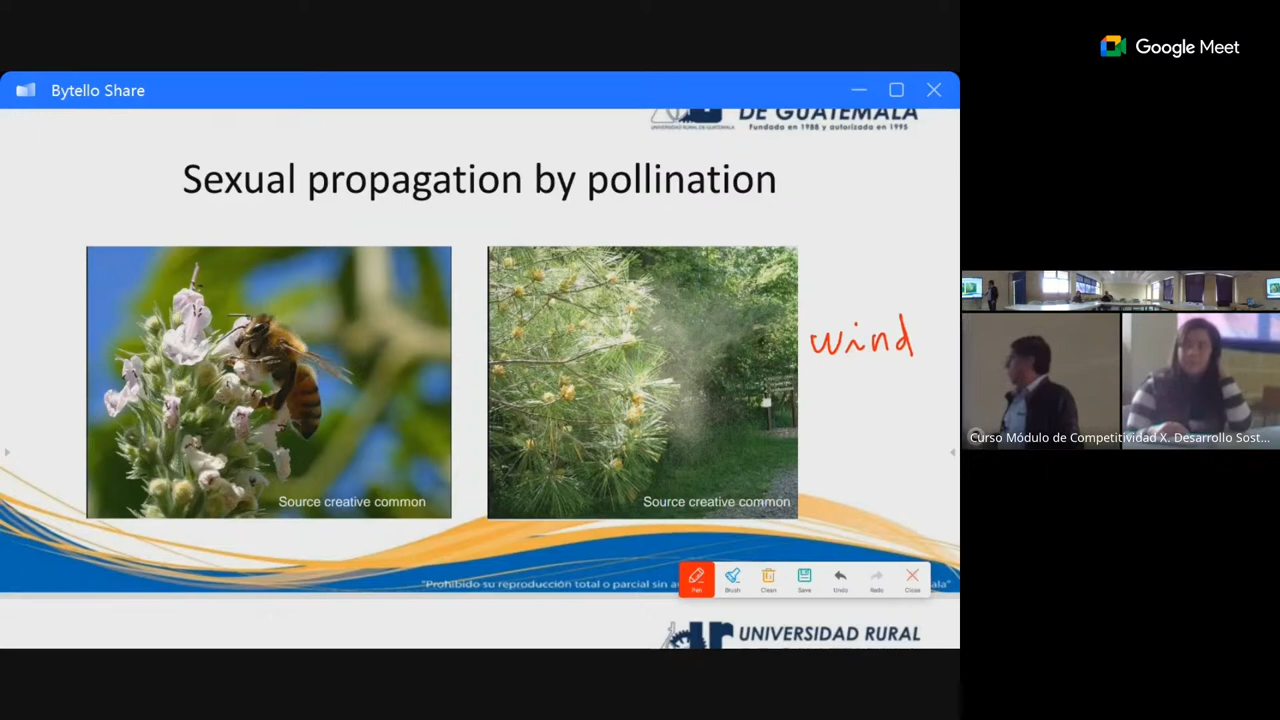 Google Meet
Bytello Share
DE GUATEMALA
UNIVERSIDAD RURAL DE GUATEMALA
Fundada en 1988 y autorizada en 1995
Sexual propagation by pollination
wind
Source creative common
Source creative common
Curso Módulo de Competitividad X. Desarrollo Sost...
"Prohibido su reproducción total o parcial sin au
ala"
Pen
Brush
Clean
Save
Undo
Redo
Close
UNIVERSIDAD RURAL